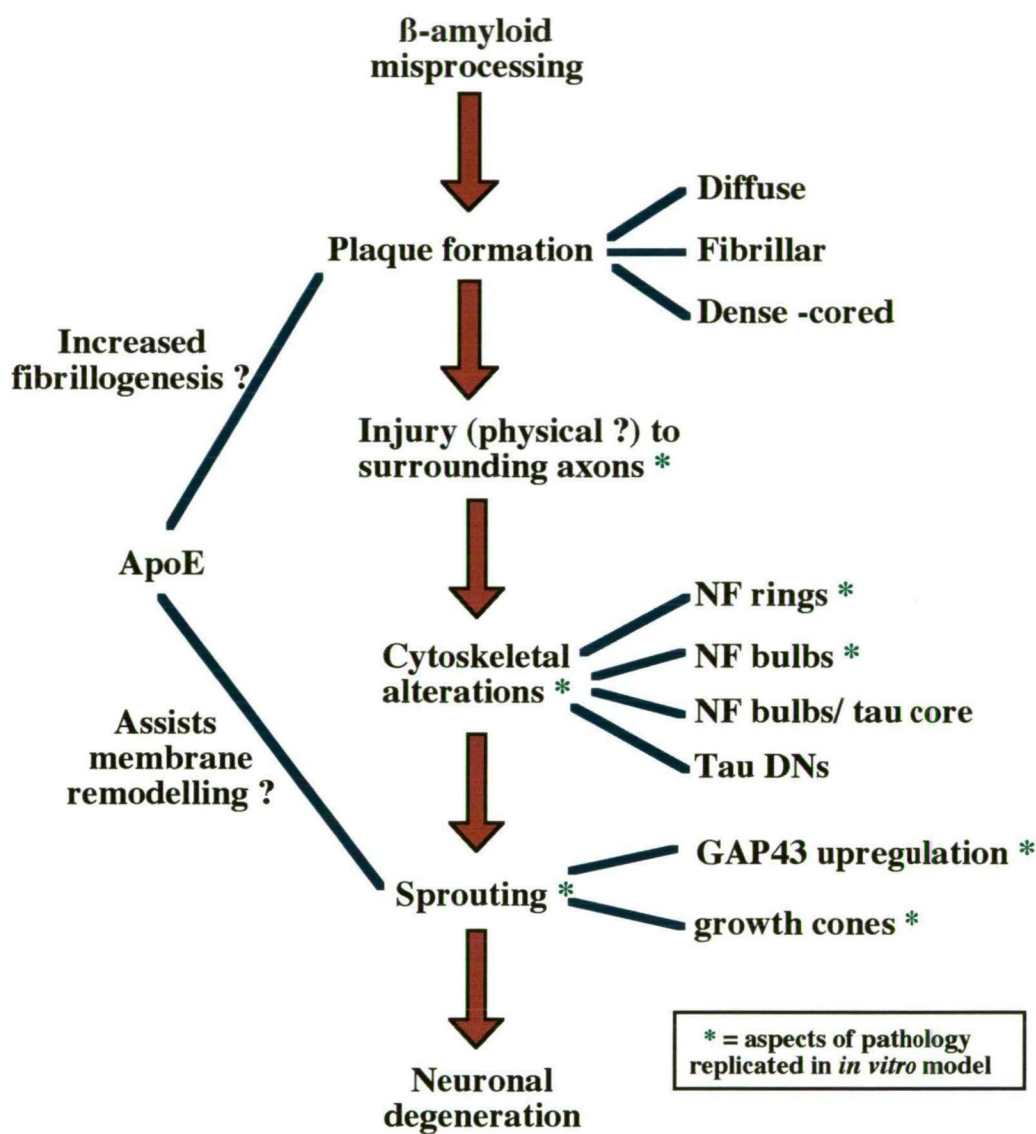 ß-amyloid
misprocessing
Plaque formation
Diffuse
Fibrillar
Dense -cored
Increased
fibrillogenesis ?
Injury (physical ?) to
surrounding axons *
ApoE
Cytoskeletal
alterations *
NF rings *
NF bulbs *
NF bulbs/ tau core
Tau DNs
Assists
membrane
remodelling ?
Sprouting *
GAP43 upregulation *
growth cones *
Neuronal
degeneration
* = aspects of pathology
replicated in in vitro model